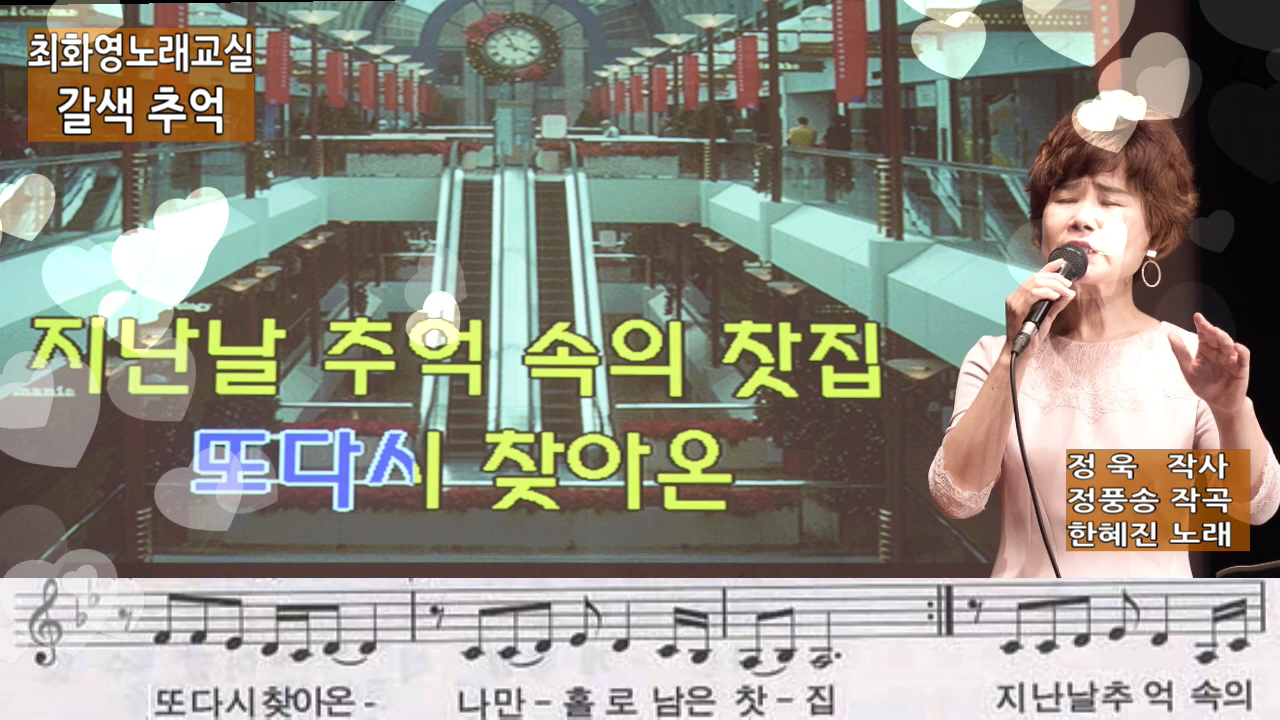 최화영노래교실
갈색 추억
지난날 추억 속의 찻집
또다시 찾아온
정 욱 작사
정풍송 작곡
한혜진 노래
또다시찾아온 -
나만 - 홀 로 남은 찻 - 집
지난날추 억 속의